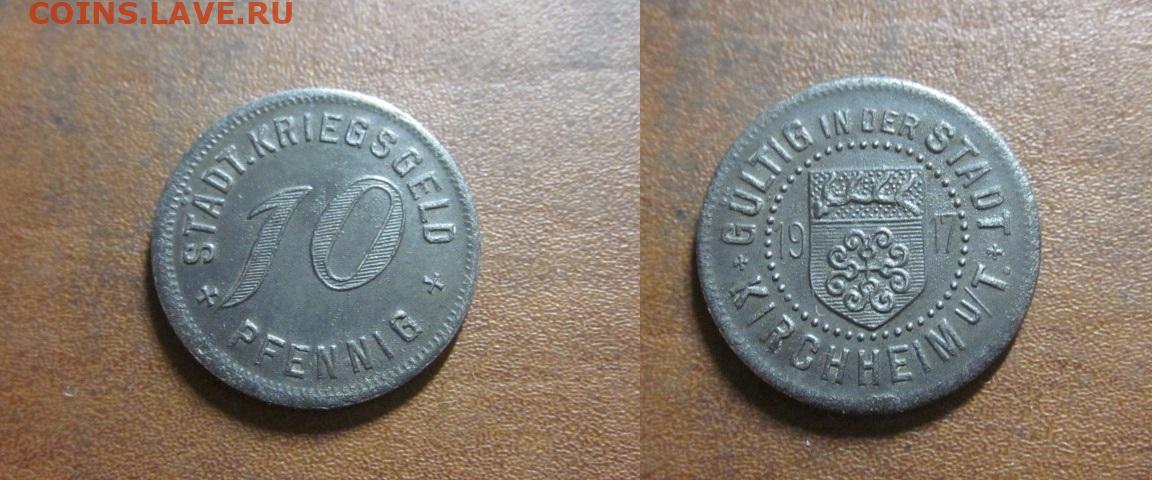 COINS.LAVE.RU
STÄDT. KRIEGSGELD
10
PFENNIG
GÜLTIG IN DER STADT
19 17
KIRCHHEIM U/T.